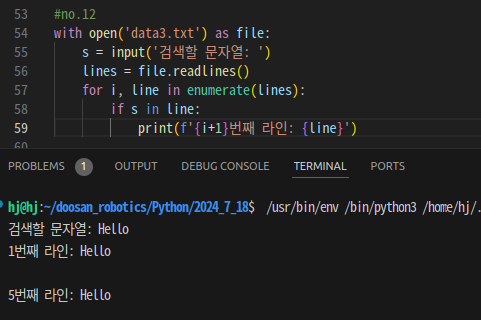 53 #no.12
54 with open('data3.txt') as file:
55 s = input('검색할 문자열: ')
56 lines = file.readlines()
57 for i, line in enumerate(lines):
58 if s in line:
59 print(f'{i+1}번째 라인: {line}')
60
PROBLEMS 1 OUTPUT DEBUG CONSOLE TERMINAL PORTS
hj@hj:~/doosan_robotics/Python/2024_7_18$ /usr/bin/env /bin/python3 /home/hj/.
검색할 문자열: Hello
1번째 라인: Hello
5번째 라인: Hello